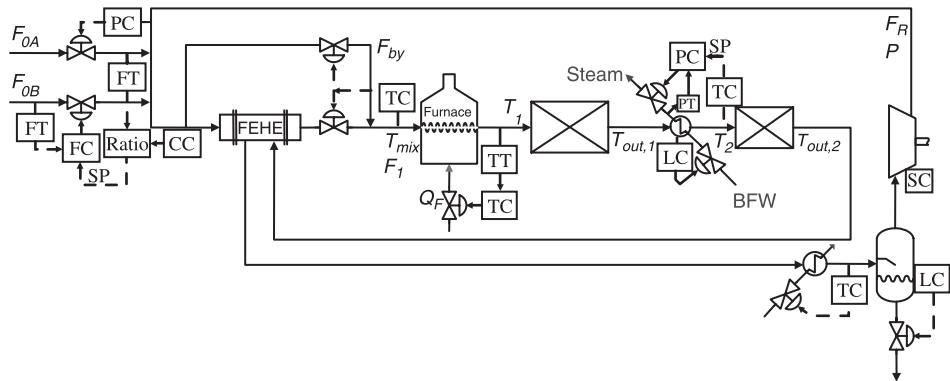 F0A
PC
FT
F0B
FT
FC
Ratio
CC
SP
FEHE
Fby
TC
Tmix
F1
Furnace
T1
TT
TC
QF
Steam
PC
SP
PT
TC
Tout,1
LC
T2
BFW
Tout,2
FR
P
SC
TC
LC